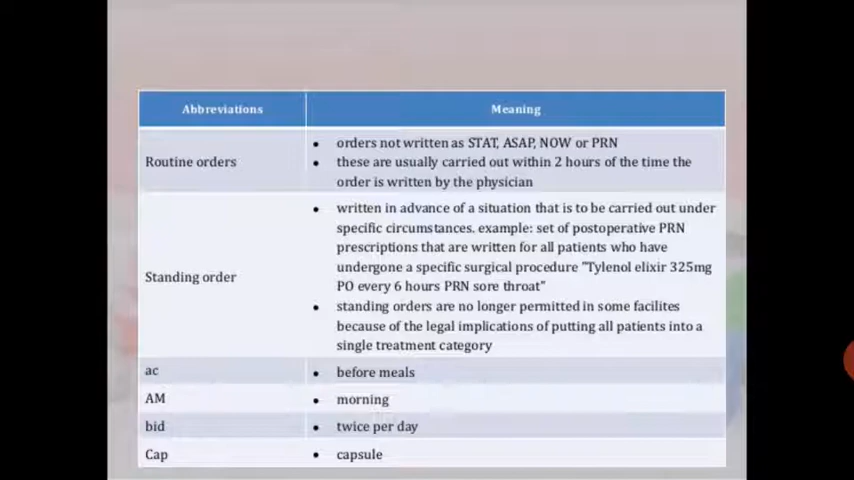 Abbreviations Meaning
Routine orders
• orders not written as STAT, ASAP, NOW or PRN
• these are usually carried out within 2 hours of the time the
order is written by the physician
Standing order
• written in advance of a situation that is to be carried out under
specific circumstances. example: set of postoperative PRN
prescriptions that are written for all patients who have
undergone a specific surgical procedure "Tylenol elixir 325mg
PO every 6 hours PRN sore throat"
• standing orders are no longer permitted in some facilites
because of the legal implications of putting all patients into a
single treatment category
ac • before meals
AM • morning
bid • twice per day
Cap • capsule